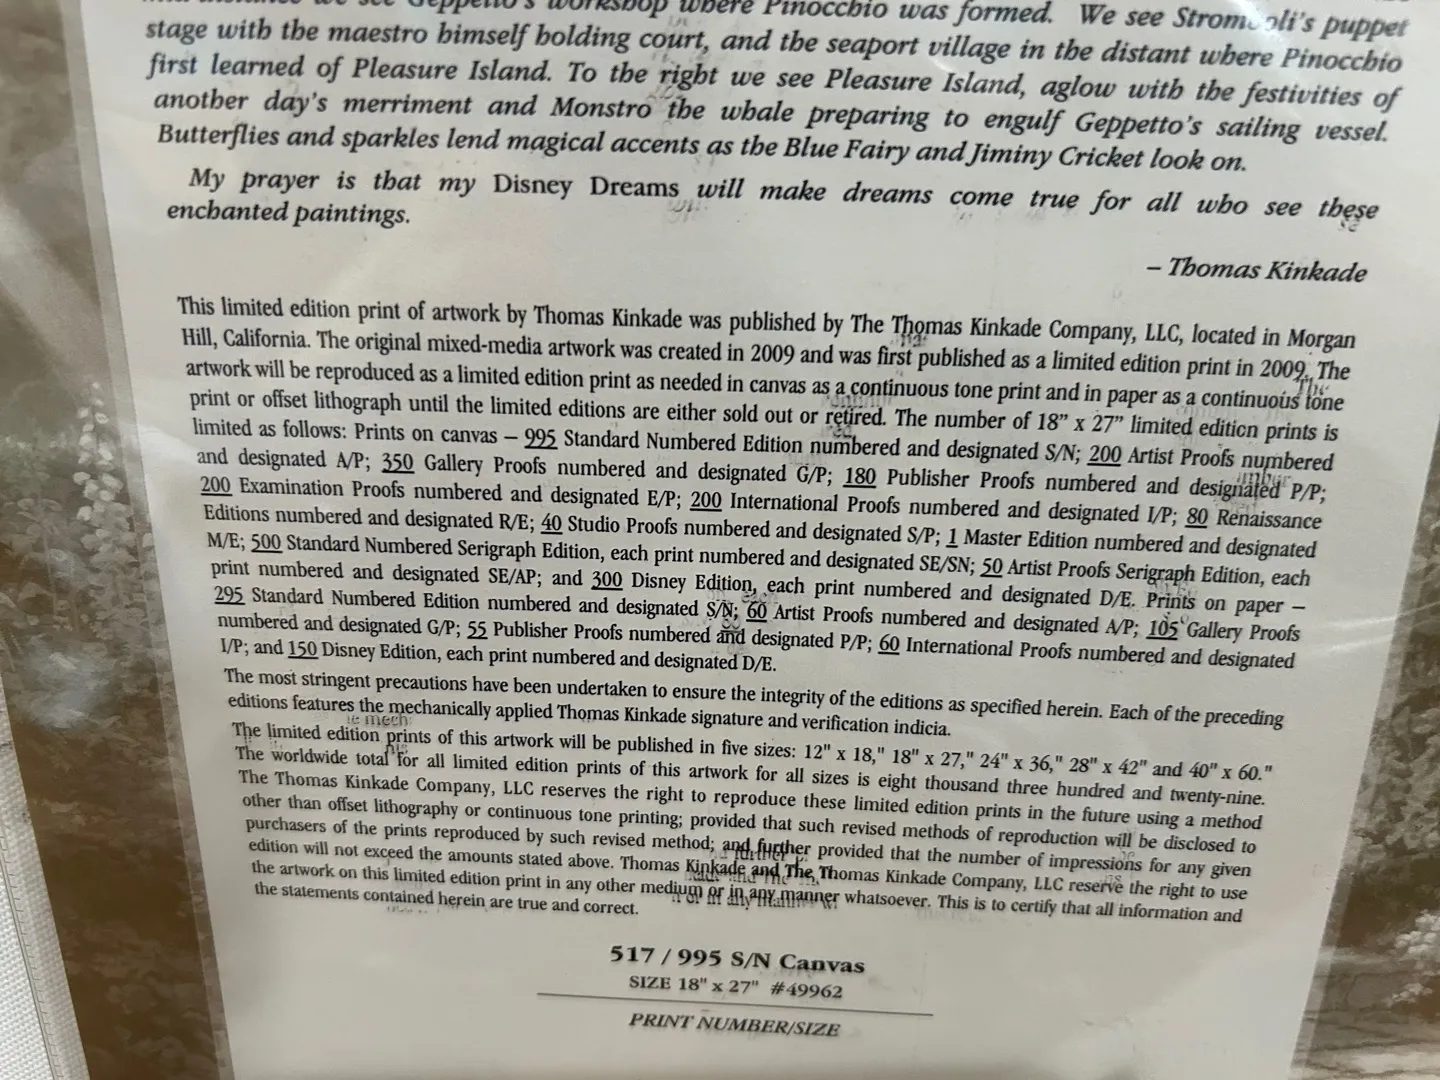 mid distance we see Geppetto's workshop where Pinocchio was formed. We see Stromboli's puppet
stage with the maestro himself holding court, and the seaport village in the distant where Pinocchio
first learned of Pleasure Island. To the right we see Pleasure Island, aglow with the festivities of
another day's merriment and Monstro the whale preparing to engulf Geppetto's sailing vessel.
Butterflies and sparkles lend magical accents as the Blue Fairy and Jiminy Cricket look on.
My prayer is that my Disney Dreams will make dreams come true for all who see these
enchanted paintings.
– Thomas Kinkade
This limited edition print of artwork by Thomas Kinkade was published by The Thomas Kinkade Company, LLC, located in Morgan
Hill, California. The original mixed-media artwork was created in 2009 and was first published as a limited edition print in 2009. The
artwork will be reproduced as a limited edition print as needed in canvas as a continuous tone print and in paper as a continuous tone
print or offset lithograph until the limited editions are either sold out or retired. The number of 18” x 27” limited edition prints is
limited as follows: Prints on canvas – 995 Standard Numbered Edition numbered and designated S/N; 200 Artist Proofs numbered
and designated A/P; 350 Gallery Proofs numbered and designated G/P; 180 Publisher Proofs numbered and designated P/P;
200 Examination Proofs numbered and designated E/P; 200 International Proofs numbered and designated I/P; 80 Renaissance
Editions numbered and designated R/E; 40 Studio Proofs numbered and designated S/P; 1 Master Edition numbered and designated
M/E; 500 Standard Numbered Serigraph Edition, each print numbered and designated SE/SN; 50 Artist Proofs Serigraph Edition, each
print numbered and designated SE/AP; and 300 Disney Edition, each print numbered and designated D/E. Prints on paper –
295 Standard Numbered Edition numbered and designated S/N; 60 Artist Proofs numbered and designated A/P; 105 Gallery Proofs
numbered and designated G/P; 55 Publisher Proofs numbered and designated P/P; 60 International Proofs numbered and designated
I/P; and 150 Disney Edition, each print numbered and designated D/E.
The most stringent precautions have been undertaken to ensure the integrity of the editions as specified herein. Each of the preceding
editions features the mechanically applied Thomas Kinkade signature and verification indicia.
The limited edition prints of this artwork will be published in five sizes: 12" x 18," 18" x 27," 24" x 36," 28" x 42" and 40" x 60."
The worldwide total for all limited edition prints of this artwork for all sizes is eight thousand three hundred and twenty-nine.
The Thomas Kinkade Company, LLC reserves the right to reproduce these limited edition prints in the future using a method
other than offset lithography or continuous tone printing; provided that such revised methods of reproduction will be disclosed to
purchasers of the prints reproduced by such revised method; and further provided that the number of impressions for any given
edition will not exceed the amounts stated above. Thomas Kinkade and The Thomas Kinkade Company, LLC reserve the right to use
the artwork on this limited edition print in any other medium or in any manner whatsoever. This is to certify that all information and
the statements contained herein are true and correct.
517 / 995 S/N Canvas
SIZE 18" x 27" #49962
PRINT NUMBER/SIZE